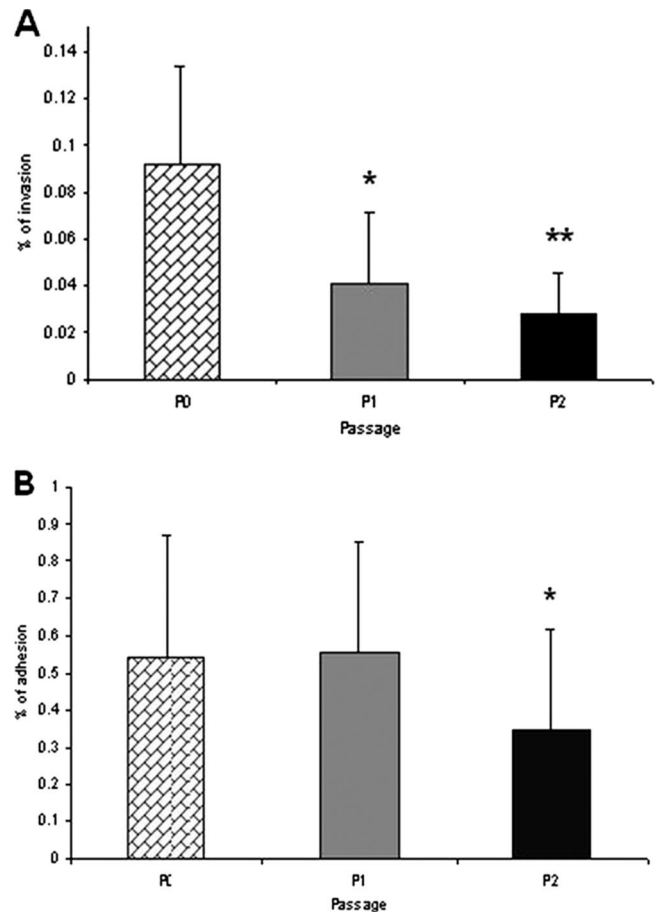 A
0.14
0.12
0.1
0.08
0.06
0.04
0.02
0
% of invasion
*
**
P0
P1
P2
Passage
B
1
0.9
0.8
0.7
0.6
0.5
0.4
0.3
0.2
0.1
0
% of adhesion
*
P0
P1
P2
Passage